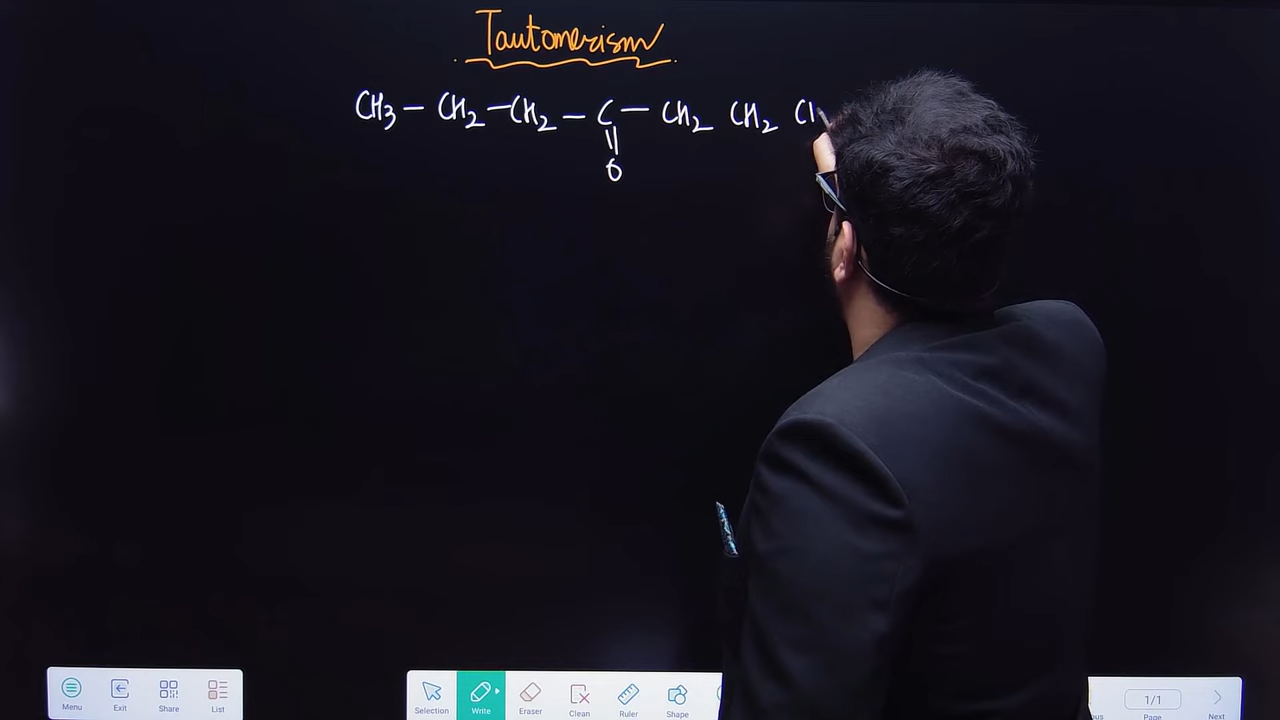 Tautomerism
CH3 – CH2 – CH2 – C – CH2 CH2 C
||
O
Menu Exit Share List Selection Write Eraser Clean Ruler Shape 1/1 Page Next